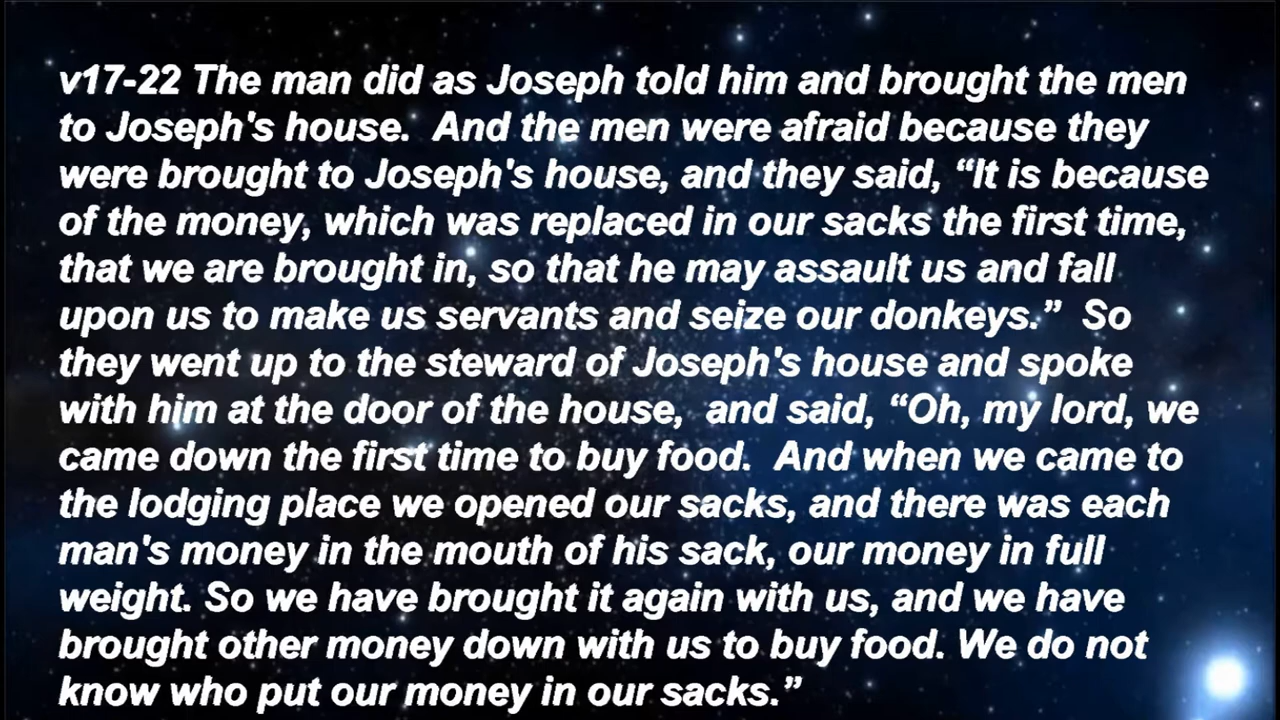 v17-22 The man did as Joseph told him and brought the men
to Joseph's house.  And the men were afraid because they
were brought to Joseph's house, and they said, “It is because
of the money, which was replaced in our sacks the first time,
that we are brought in, so that he may assault us and fall
upon us to make us servants and seize our donkeys.”  So
they went up to the steward of Joseph's house and spoke
with him at the door of the house,  and said, “Oh, my lord, we
came down the first time to buy food.  And when we came to
the lodging place we opened our sacks, and there was each
man's money in the mouth of his sack, our money in full
weight. So we have brought it again with us, and we have
brought other money down with us to buy food. We do not
know who put our money in our sacks.”